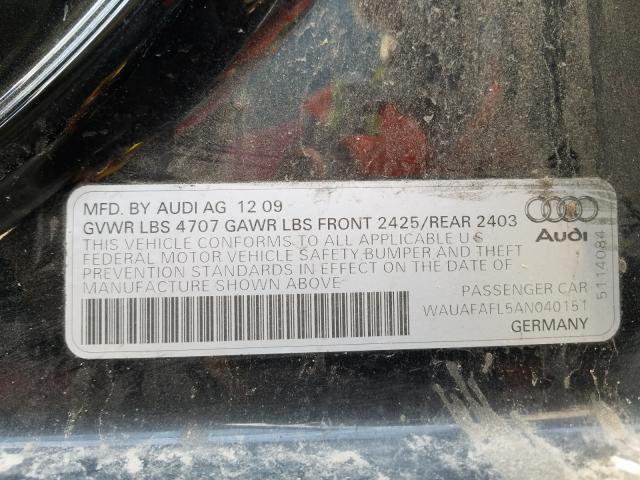 MFD. BY AUDI AG 12 09
GVWR LBS 4707 GAWR LBS FRONT 2425/REAR 2403
THIS VEHICLE CONFORMS TO ALL APPLICABLE U S
FEDERAL MOTOR VEHICLE SAFETY, BUMPER AND THEFT
PREVENTION STANDARDS IN EFFECT ON THE DATE OF
MANUFACTURE SHOWN ABOVE
Audi
PASSENGER CAR
WAUAFAFL5AN040151
GERMANY
5114084